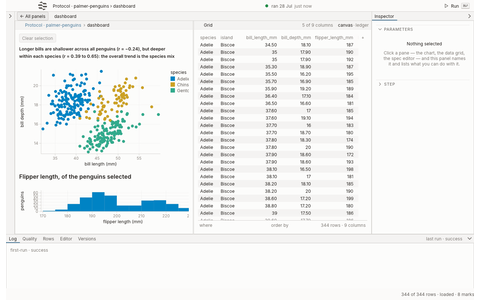 Protocol · palmer-penguins / dashboard
ran 28 Jul just now
Run
All panels
dashboard
Protocol · palmer-penguins › dashboard
Clear selection
Longer bills are shallower across all penguins (r = −0.24), but deeper
within each species (r = 0.39 to 0.65): the overall trend is the species mix
species
Adelie
Chins
Gento
bill depth (mm)
bill length (mm)
Flipper length, of the penguins selected
penguins
170 180 190 200 210 220
flipper length (mm)
Grid
5 of 9 columns
canvas · ledger
species island bill_length_mm bill_depth_mm flipper_length_mm
Adelie Biscoe 34.50 18.10 187
Adelie Biscoe 35 17.90 190
Adelie Biscoe 35 17.90 192
Adelie Biscoe 35.30 18.90 187
Adelie Biscoe 35.50 16.20 195
Adelie Biscoe 35.70 16.90 185
Adelie Biscoe 35.90 19.20 189
Adelie Biscoe 36.40 17.10 184
Adelie Biscoe 36.50 16.60 181
Adelie Biscoe 37.60 17 185
Adelie Biscoe 37.60 19.10 194
Adelie Biscoe 37.70 16 183
Adelie Biscoe 37.70 18.70 180
Adelie Biscoe 37.80 18.30 174
Adelie Biscoe 37.80 20 190
Adelie Biscoe 37.90 18.60 172
Adelie Biscoe 37.90 18.60 193
Adelie Biscoe 38.10 16.50 198
Adelie Biscoe 38.10 17 181
Adelie Biscoe 38.20 18.10 185
Adelie Biscoe 38.20 20 190
Adelie Biscoe 38.60 17.20 199
Adelie Biscoe 38.80 17.20 180
Adelie Biscoe 39 17.50 186
where
order by
344 rows · 9 columns
Inspector
PARAMETERS
Nothing selected
Click a pane — the chart, the data grid,
the spec editor — and this panel names
it and lists what you can do with it.
STEP
Log
Quality
Rows
Editor
Versions
last run · success
first run · success
344 of 344 rows · loaded · 9 marks